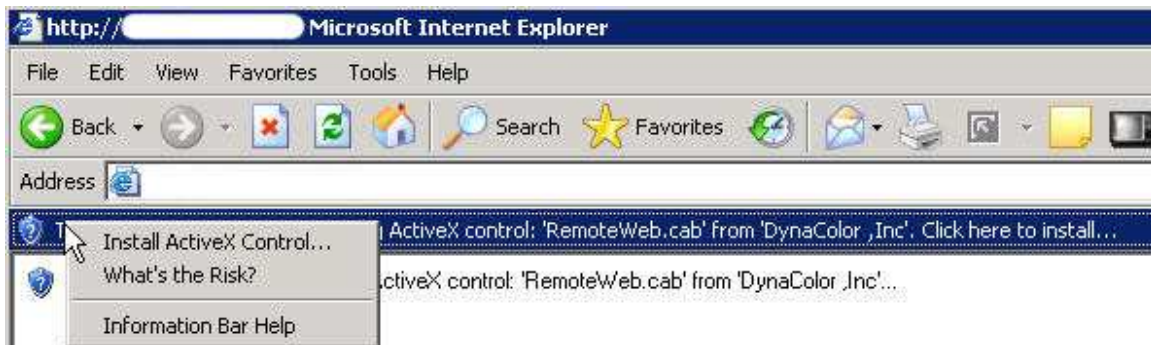 http:// Microsoft Internet Explorer
File Edit View Favorites Tools Help
Back Search Favorites
Address
T ActiveX control: 'RemoteWeb.cab' from 'DynaColor ,Inc'. Click here to install...
Install ActiveX Control...
What's the Risk?
ctiveX control: 'RemoteWeb.cab' from 'DynaColor ,Inc'...
Information Bar Help